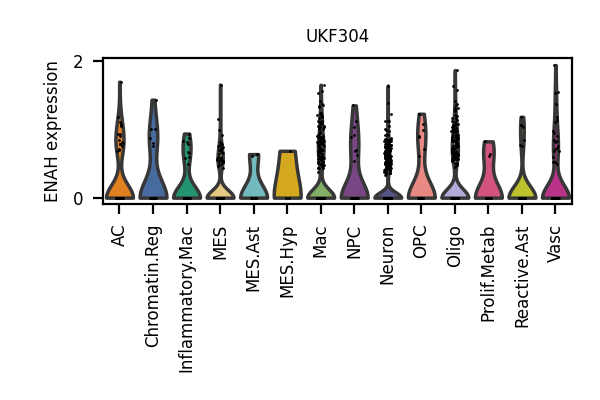 UKF304
ENAH expression
2
0
AC
Chromatin.Reg
Inflammatory.Mac
MES
MES.Ast
MES.Hyp
Mac
NPC
Neuron
OPC
Oligo
Prolif.Metab
Reactive.Ast
Vasc